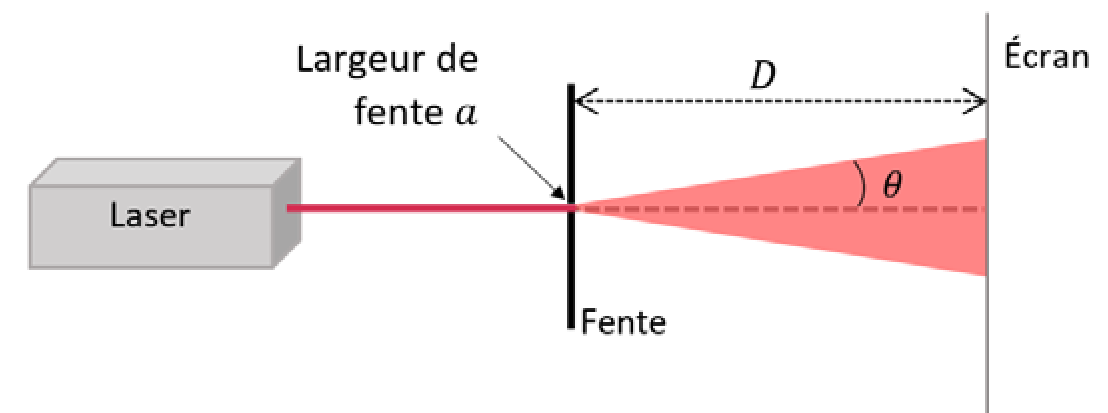 Largeur de
fente a
D
Écran
Laser
θ
Fente